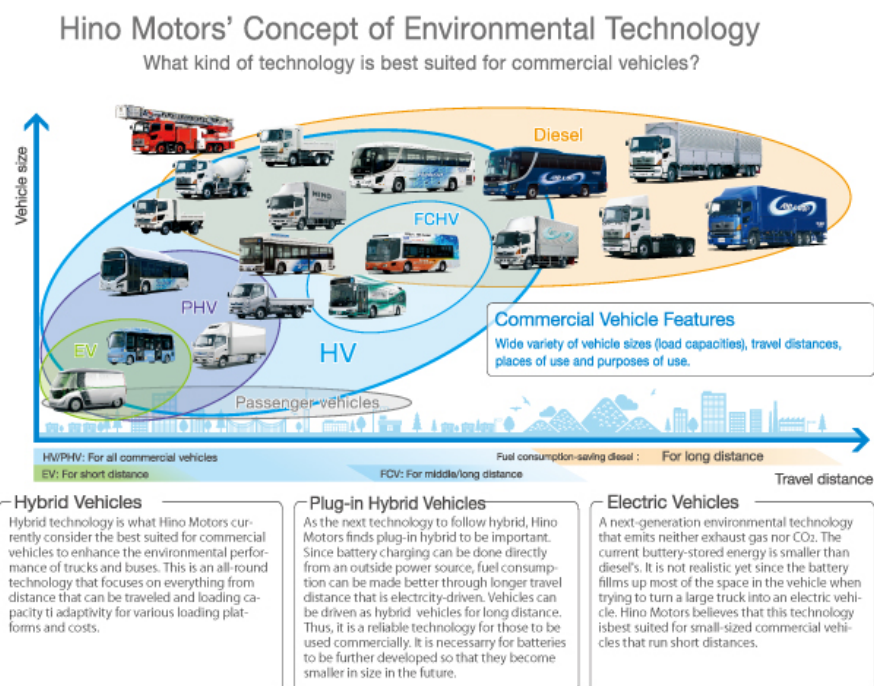 Hino Motors' Concept of Environmental Technology
What kind of technology is best suited for commercial vehicles?
Vehicle size
Diesel
HINO
FCHV
PHV
EV
HV
Commercial Vehicle Features
Wide variety of vehicle sizes (load capacities), travel distances,
places of use and purposes of use.
Passenger vehicles
HV/PHV: For all commercial vehicles
Fuel consumption-saving diesel : For long distance
EV: For short distance
FCV: For middle/long distance
Travel distance
Hybrid Vehicles
Hybrid technology is what Hino Motors cur-
rently consider the best suited for commercial
vehicles to enhance the environmental perfor-
mance of trucks and buses. This is an all-round
technology that focuses on everything from
distance that can be traveled and loading ca-
pacity ti adaptivity for various loading plat-
forms and costs.
Plug-in Hybrid Vehicles
As the next technology to follow hybrid, Hino
Motors finds plug-in hybrid to be important.
Since battery charging can be done directly
from an outside power source, fuel consump-
tion can be made better through longer travel
distance that is electrcity-driven. Vehicles can
be driven as hybrid vehicles for long distance.
Thus, it is a reliable technology for those to be
used commercially. It is necessarry for batteries
to be further developed so that they become
smaller in size in the future.
Electric Vehicles
A next-generation environmental technology
that emits neither exhaust gas nor CO₂. The
current buttery-stored energy is smaller than
diesel's. It is not realistic yet since the battery
fillms up most of the space in the vehicle when
trying to turn a large truck into an electric vehi-
cle. Hino Motors believes that this technology
isbest suited for small-sized commercial vehi-
cles that run short distances.